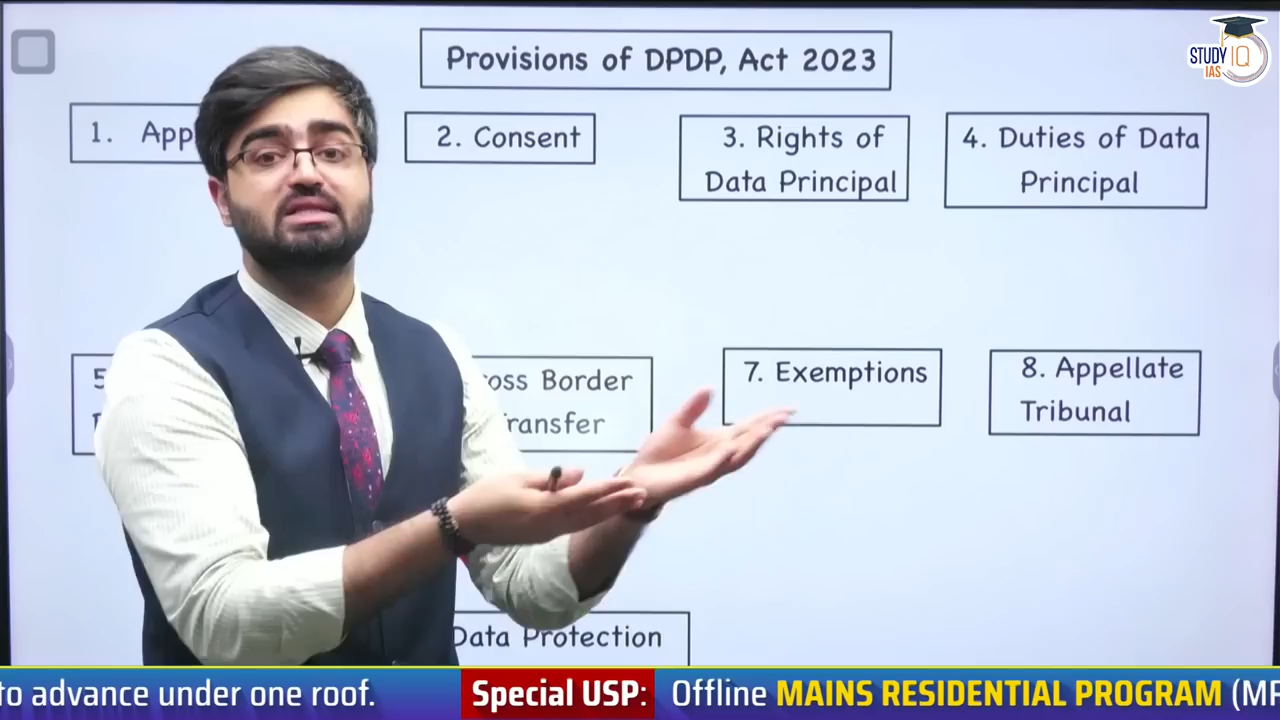 Provisions of DPDP, Act 2023
STUDY IQ
IAS
1. App
2. Consent
3. Rights of
Data Principal
4. Duties of Data
Principal
5
oss Border
ransfer
7. Exemptions
8. Appellate
Tribunal
Data Protection
to advance under one roof. Special USP: Offline MAINS RESIDENTIAL PROGRAM (MR